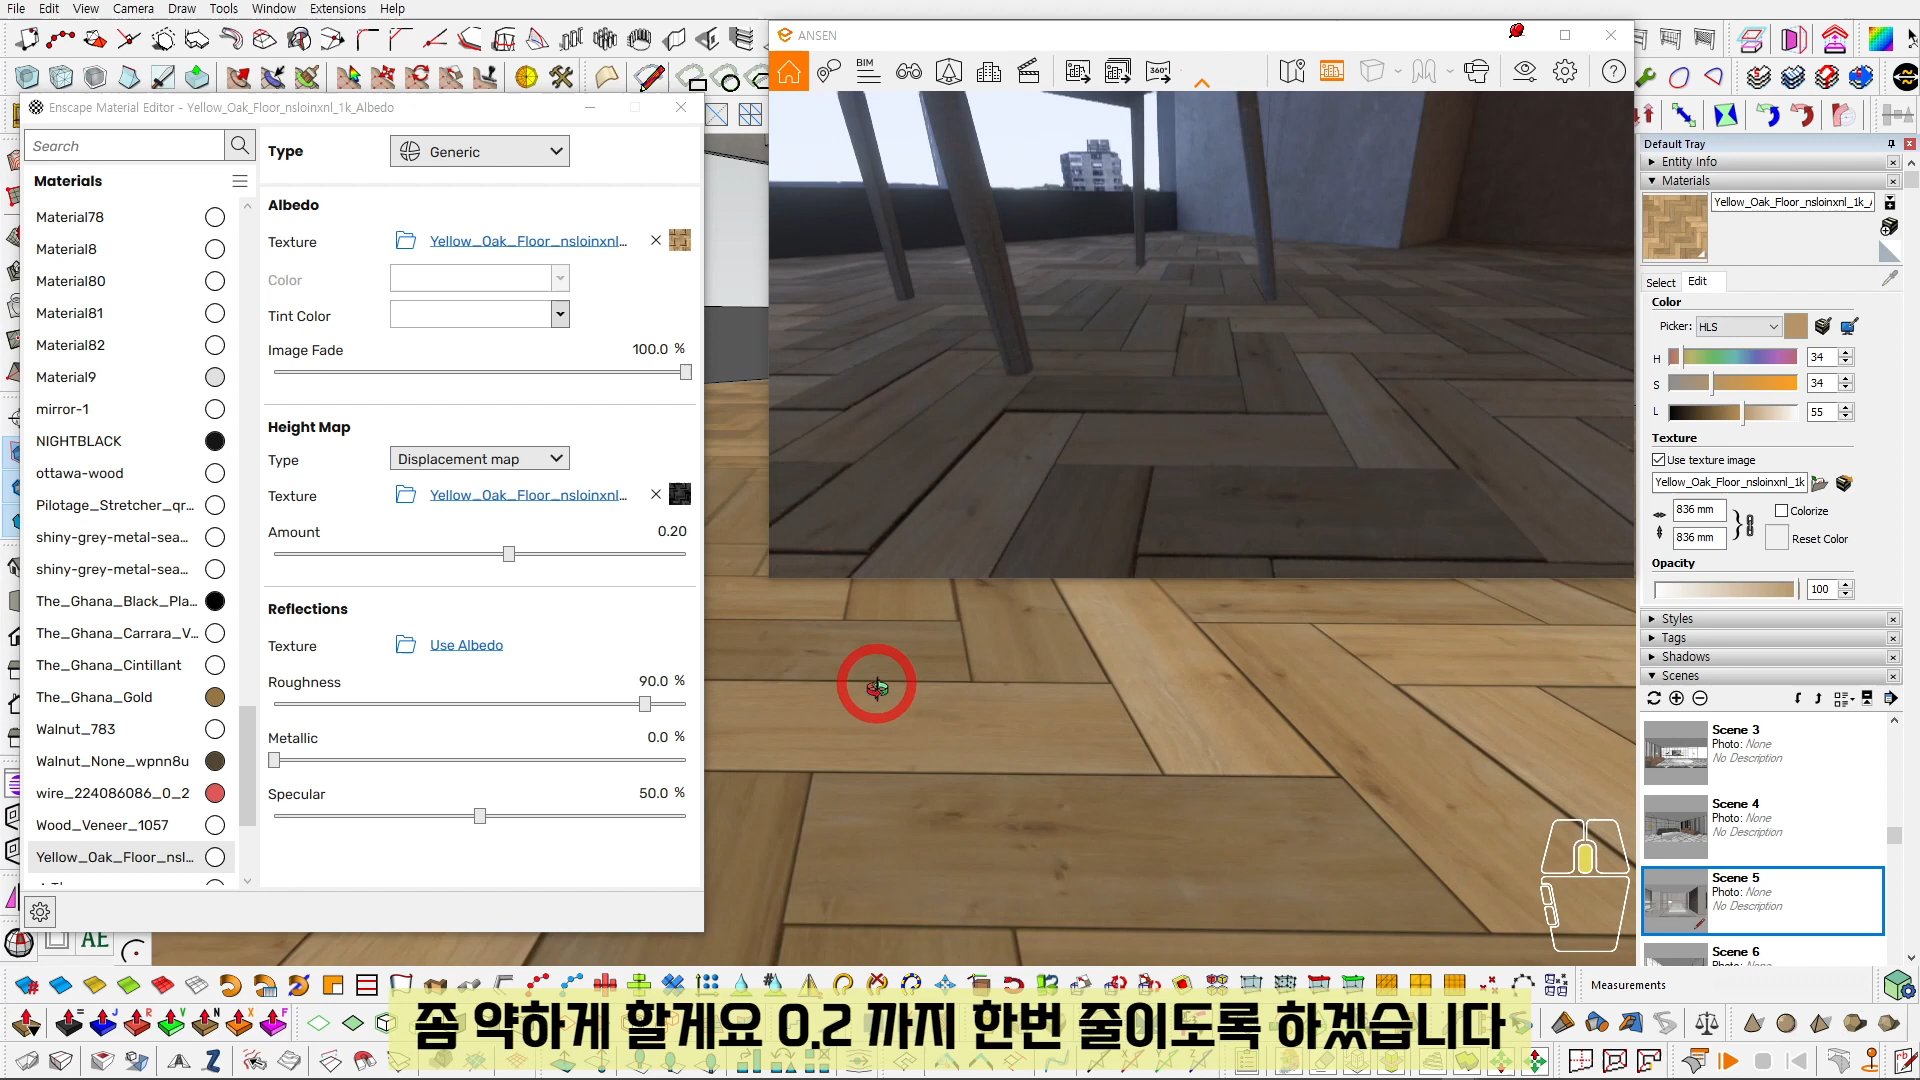 File Edit View Camera Draw Tools Window Extensions Help
ANSEN
BIM
360°
Enscape Material Editor - Yellow_Oak_Floor_nsloinxnl_1k_Albedo
Search
Materials
Material78
Material8
Material80
Material81
Material82
Material9
mirror-1
NIGHTBLACK
ottawa-wood
Pilotage_Stretcher_qr...
shiny-grey-metal-sea...
shiny-grey-metal-sea...
The_Ghana_Black_Pla...
The_Ghana_Carrara_V...
The_Ghana_Cintillant
The_Ghana_Gold
Walnut_783
Walnut_None_wpnn8u
wire_224086086_0_2
Wood_Veneer_1057
Yellow_Oak_Floor_nsl...
Type Generic
Albedo
Texture Yellow_Oak_Floor_nsloinxnl...
Color
Tint Color
Image Fade 100.0 %
Height Map
Type Displacement map
Texture Yellow_Oak_Floor_nsloinxnl...
Amount 0.20
Reflections
Texture Use Albedo
Roughness 90.0 %
Metallic 0.0 %
Specular 50.0 %
Default Tray
Entity Info
Materials
Yellow_Oak_Floor_nsloinxnl_1k_
Select Edit
Color
Picker: HLS
H 34
S 34
L 55
Texture
Use texture image
Yellow_Oak_Floor_nsloinxnl_1k
836 mm
836 mm
Colorize
Reset Color
Opacity
100
Styles
Tags
Shadows
Scenes
Scene 3
Photo: None
No Description
Scene 4
Photo: None
No Description
Scene 5
Photo: None
No Description
Scene 6
AE
Measurements
좀 약하게 할게요 0.2 까지 한번 줄이도록 하겠습니다